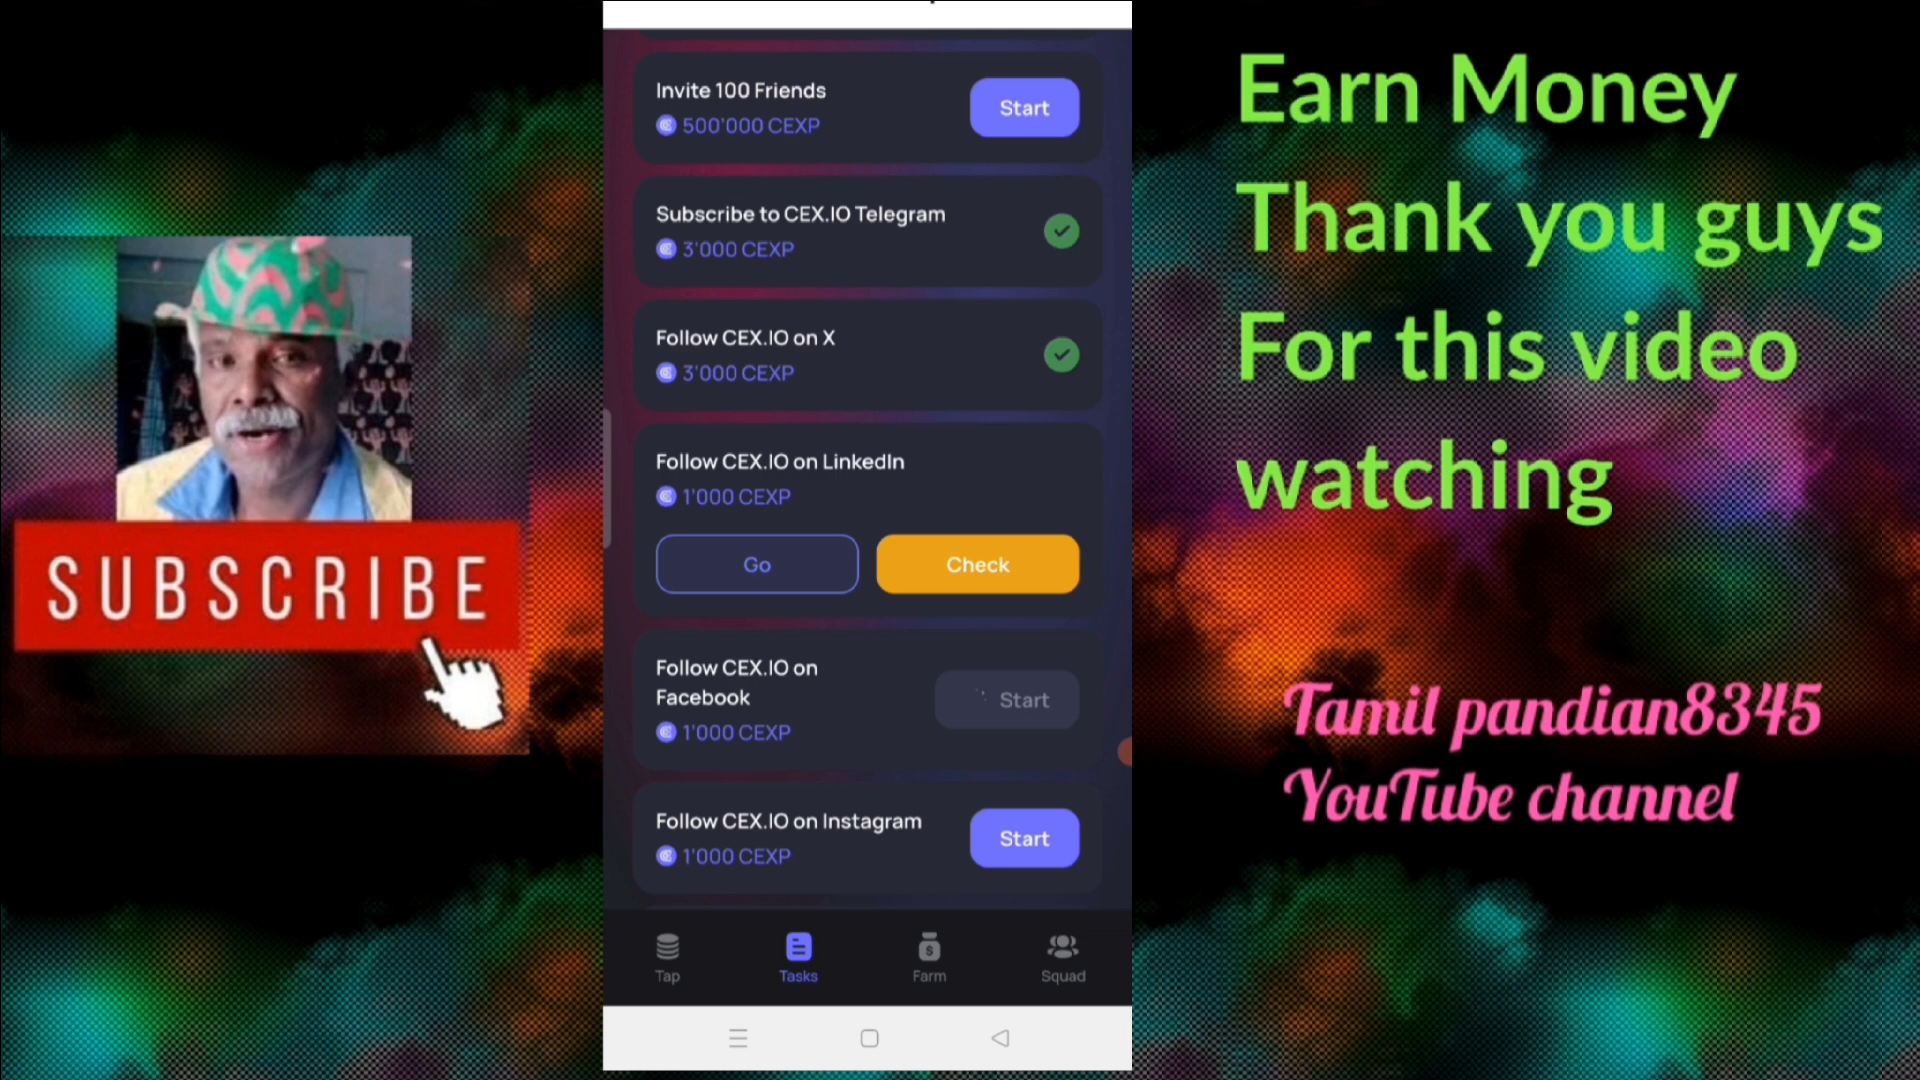 Invite 100 Friends
500'000 CEXP
Start
Subscribe to CEX.IO Telegram
3'000 CEXP
Follow CEX.IO on X
3'000 CEXP
Follow CEX.IO on LinkedIn
1'000 CEXP
Go
Check
Follow CEX.IO on
Facebook
1'000 CEXP
Start
Follow CEX.IO on Instagram
1'000 CEXP
Start
Tap
Tasks
Farm
Squad
SUBSCRIBE
Earn Money
Thank you guys
For this video
watching
Tamil pandian8345
YouTube channel